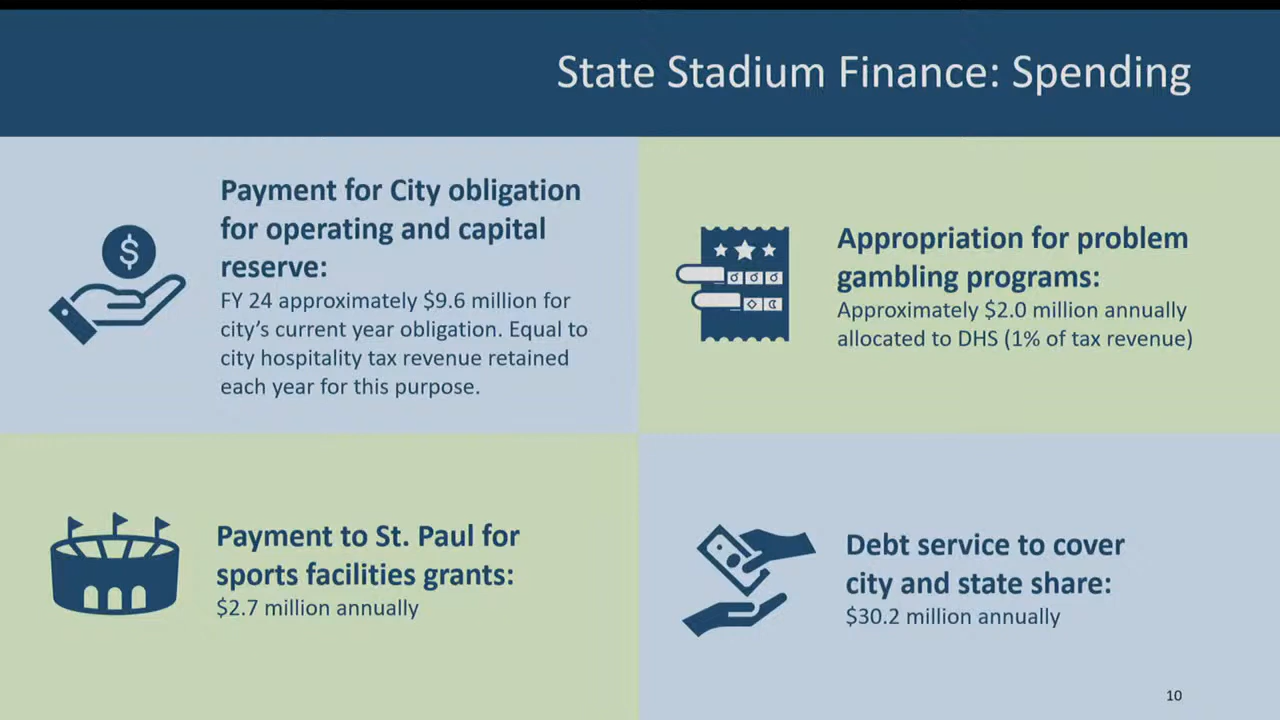 State Stadium Finance: Spending
Payment for City obligation
for operating and capital
reserve:
FY 24 approximately $9.6 million for
city's current year obligation. Equal to
city hospitality tax revenue retained
each year for this purpose.
Appropriation for problem
gambling programs:
Approximately $2.0 million annually
allocated to DHS (1% of tax revenue)
Payment to St. Paul for
sports facilities grants:
$2.7 million annually
Debt service to cover
city and state share:
$30.2 million annually
10